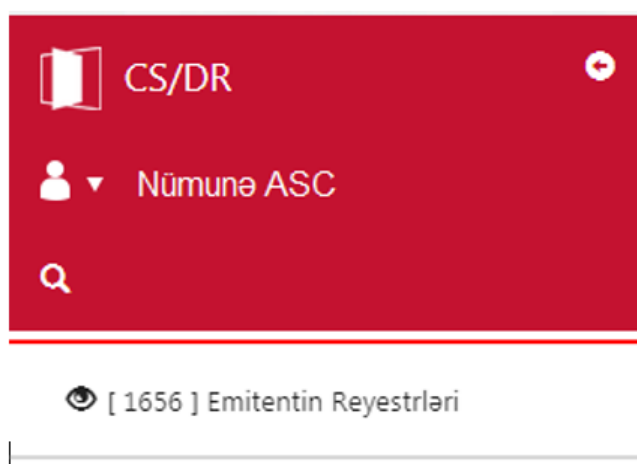 CS/DR
Nümunə ASC
[ 1656 ] Emitentin Reyestrləri